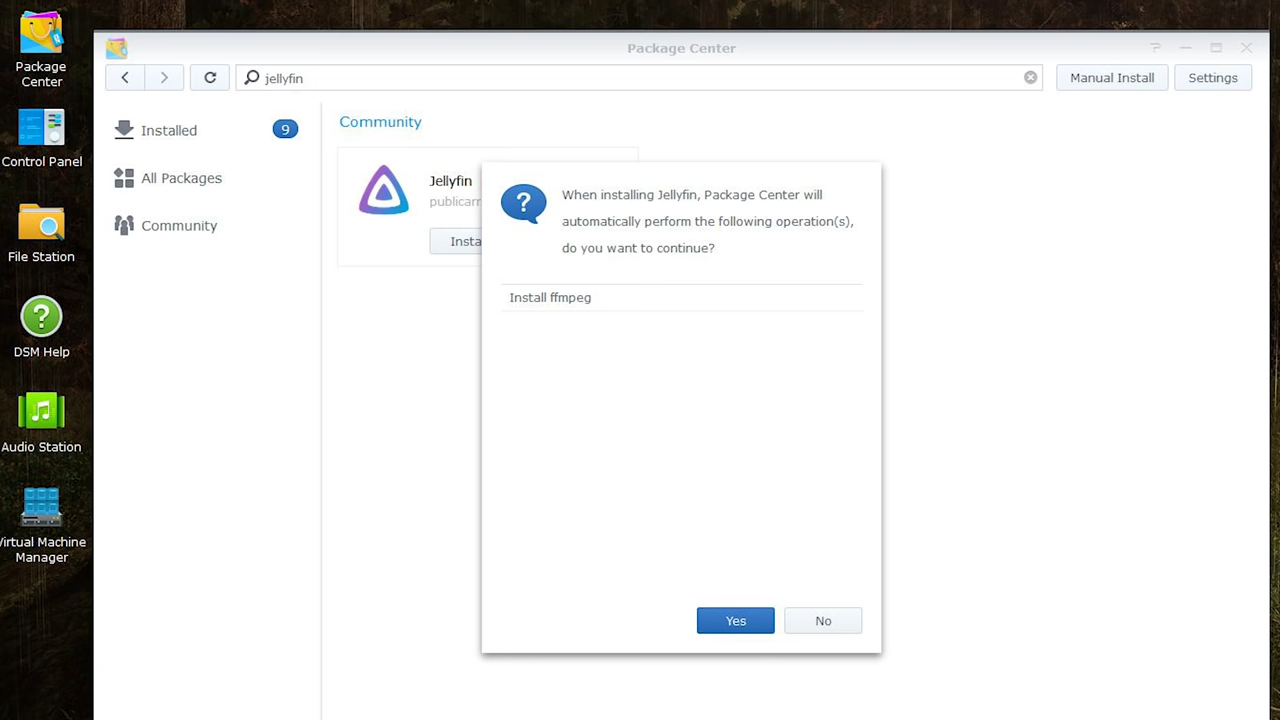 Package
Center
Control Panel
File Station
DSM Help
Audio Station
Virtual Machine
Manager
Package Center
jellyfin
Manual Install
Settings
Installed
9
All Packages
Community
Community
Jellyfin
When installing Jellyfin, Package Center will
automatically perform the following operation(s),
do you want to continue?
Install ffmpeg
Yes
No